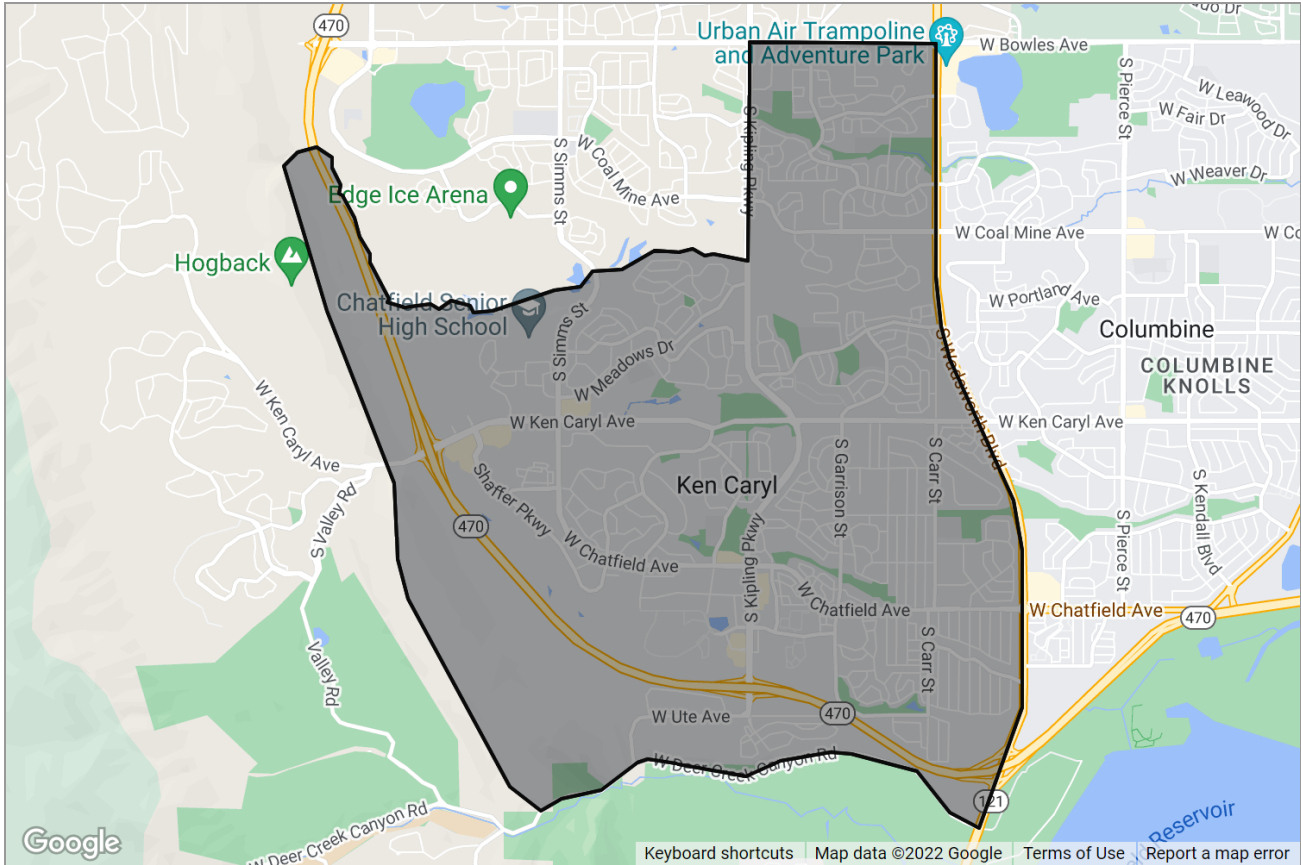 470
Urban Air Trampoline
and Adventure Park
W Bowles Ave
S Pierce St
W Leawood Dr
W Fair Dr
S Simms St
W Coal Mine Ave
S Kipling Pkwy
Edge Ice Arena
W Weaver Dr
W Coal Mine Ave
W Co
Hogback
Chatfield Senior
High School
W Portland Ave
Columbine
S Simms St
W Meadows Dr
S Wadsworth Blvd
COLUMBINE
KNOLLS
W Ken Caryl Ave
W Ken Caryl Ave
W Ken Caryl Ave
S Garrison St
S Carr St
Ken Caryl
Shaffer Pkwy
S Valley Rd
470
S Kendall Blvd
S Pierce St
W Chatfield Ave
S Kipling Pkwy
W Chatfield Ave
W Chatfield Ave
470
S Carr St
Valley Rd
W Ute Ave
470
W Deer Creek Canyon Rd
121
W Deer Creek Canyon Rd
Reservoir
Google
Keyboard shortcuts
Map data ©2022 Google
Terms of Use
Report a map error